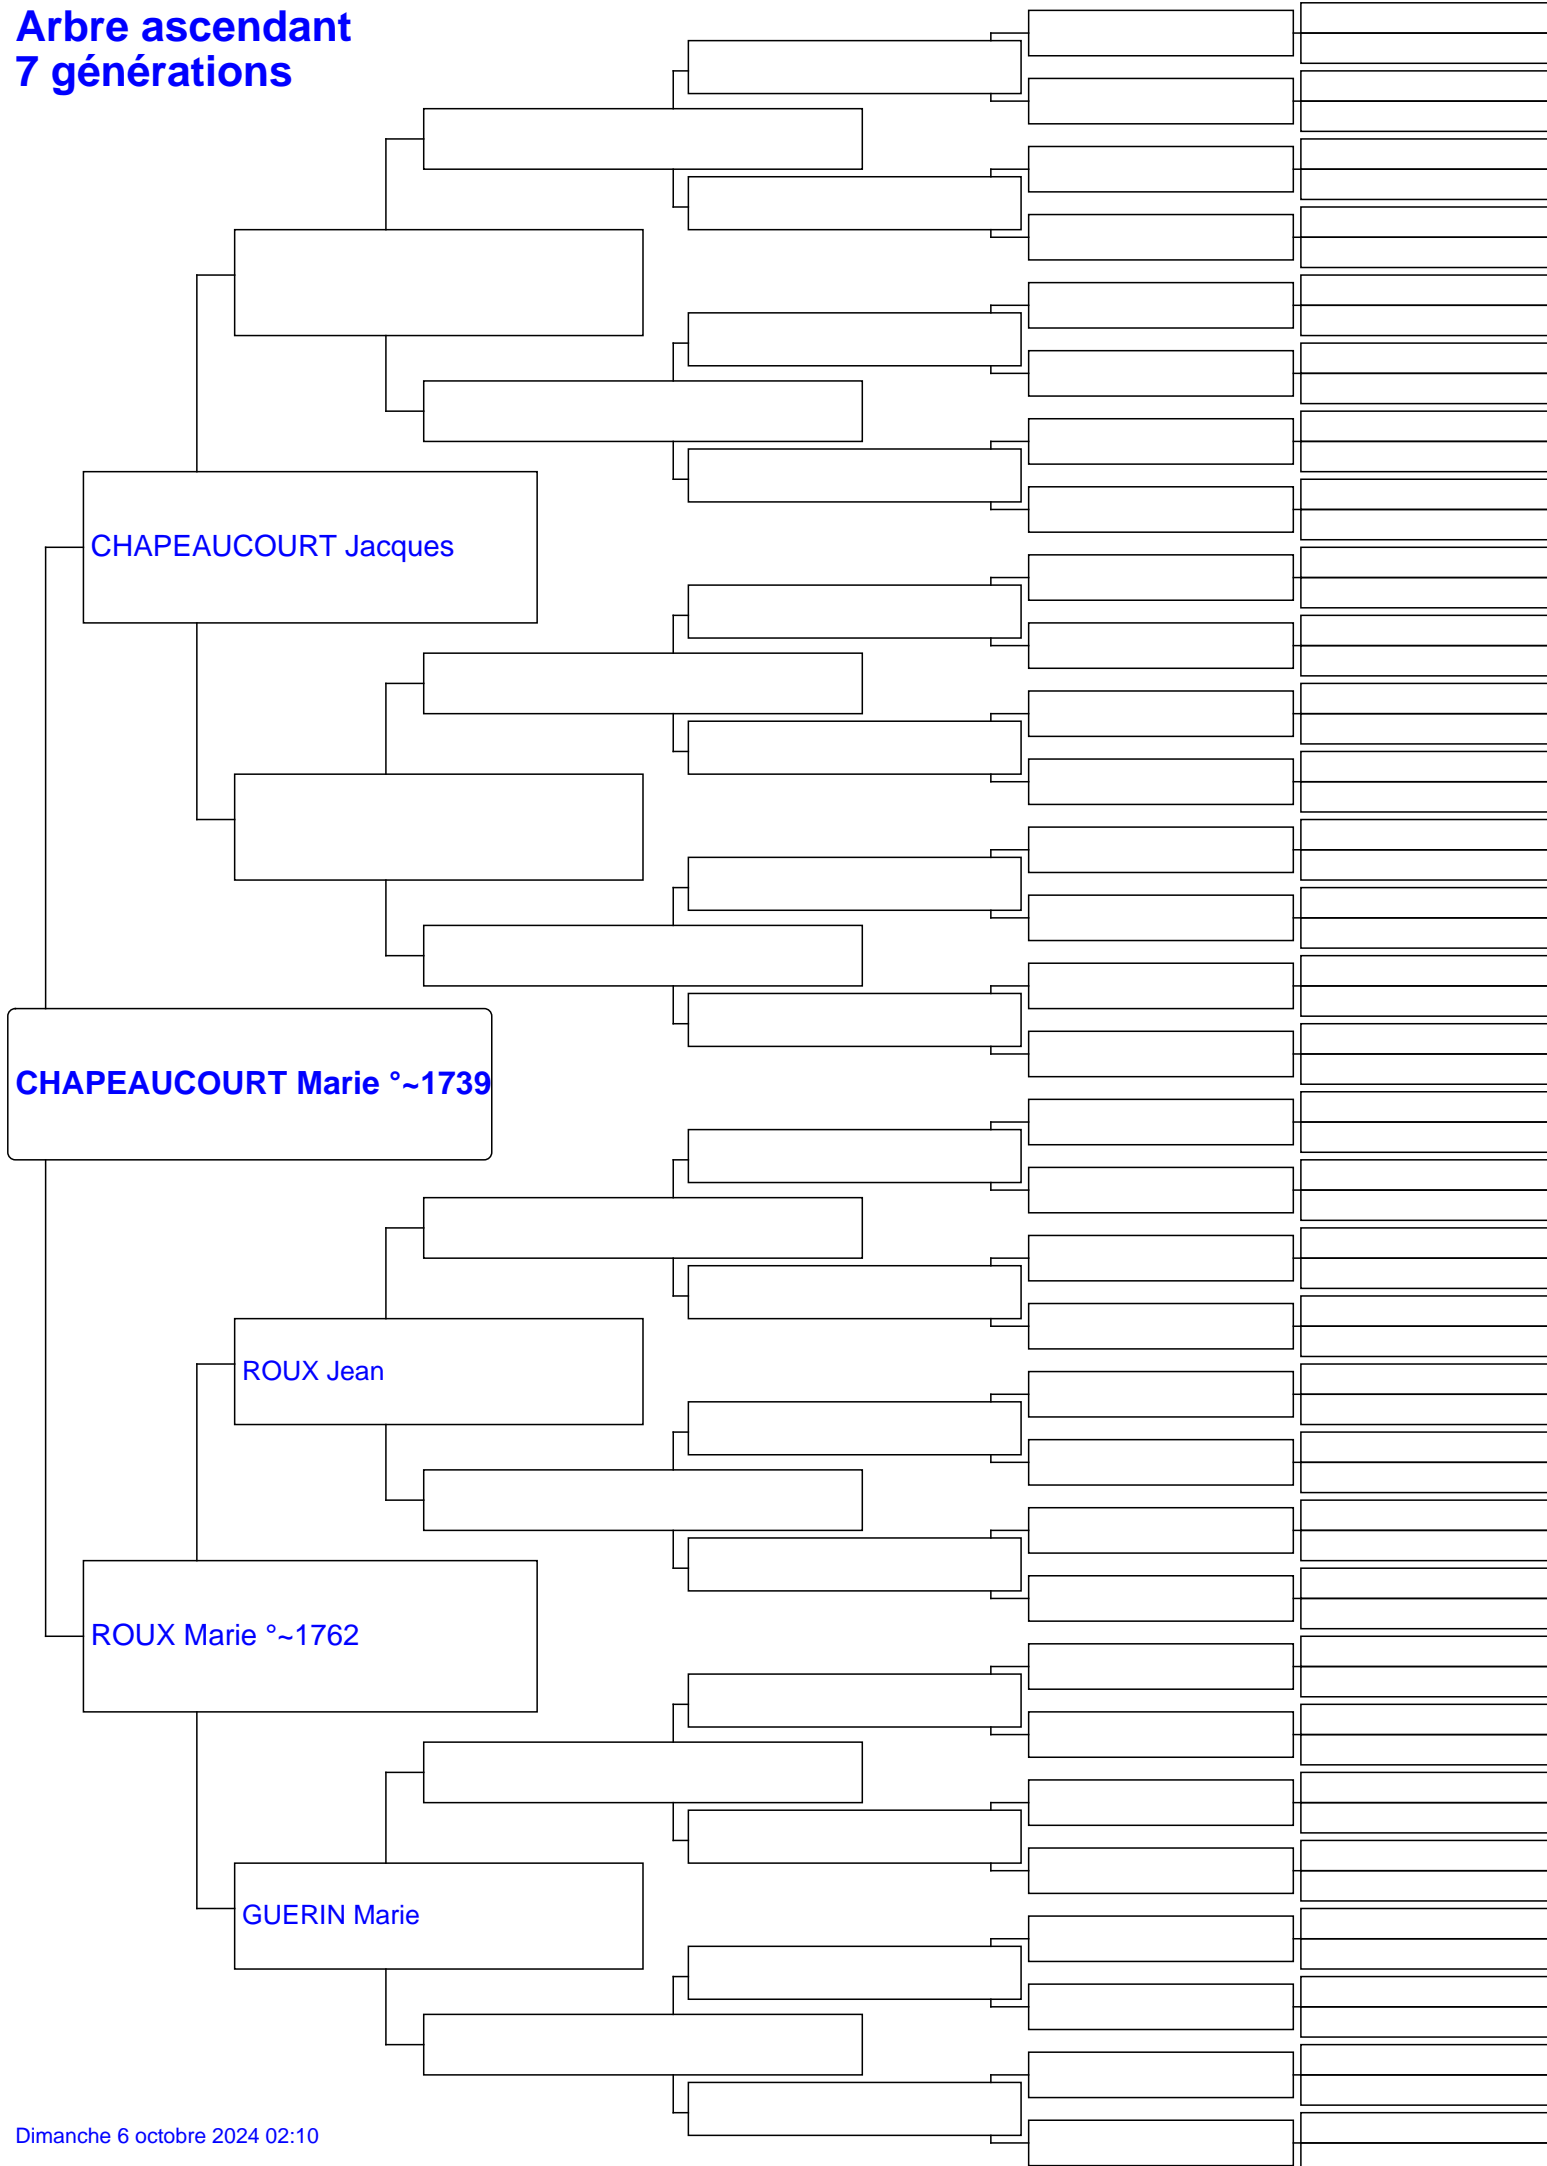 Arbre ascendant
7 générations
CHAPEAUCOURT Jacques
CHAPEAUCOURT Marie °~1739
ROUX Jean
ROUX Marie °~1762
GUERIN Marie
Dimanche 6 octobre 2024 02:10